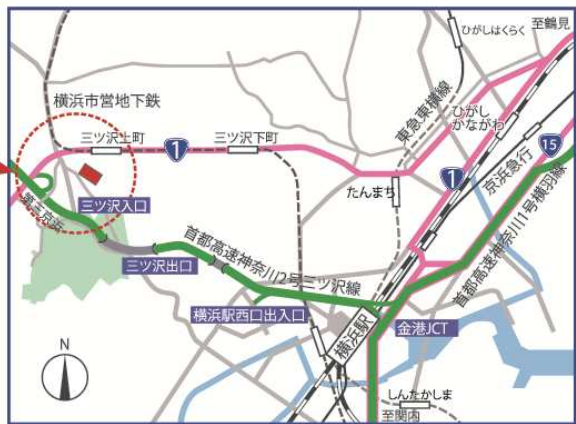 ひがしはくらく
至鶴見
横浜市営地下鉄
東急東横線
ひがし
かながわ
三ツ沢上町
1
三ツ沢下町
15
京浜急行
1
たんまち
第三京浜
三ツ沢入口
首都高速神奈川1号横羽線
三ツ沢出口
首都高速神奈川2号三ツ沢線
横浜駅西口出入口
横浜駅
金港JCT
N
しんたかしま
至関内